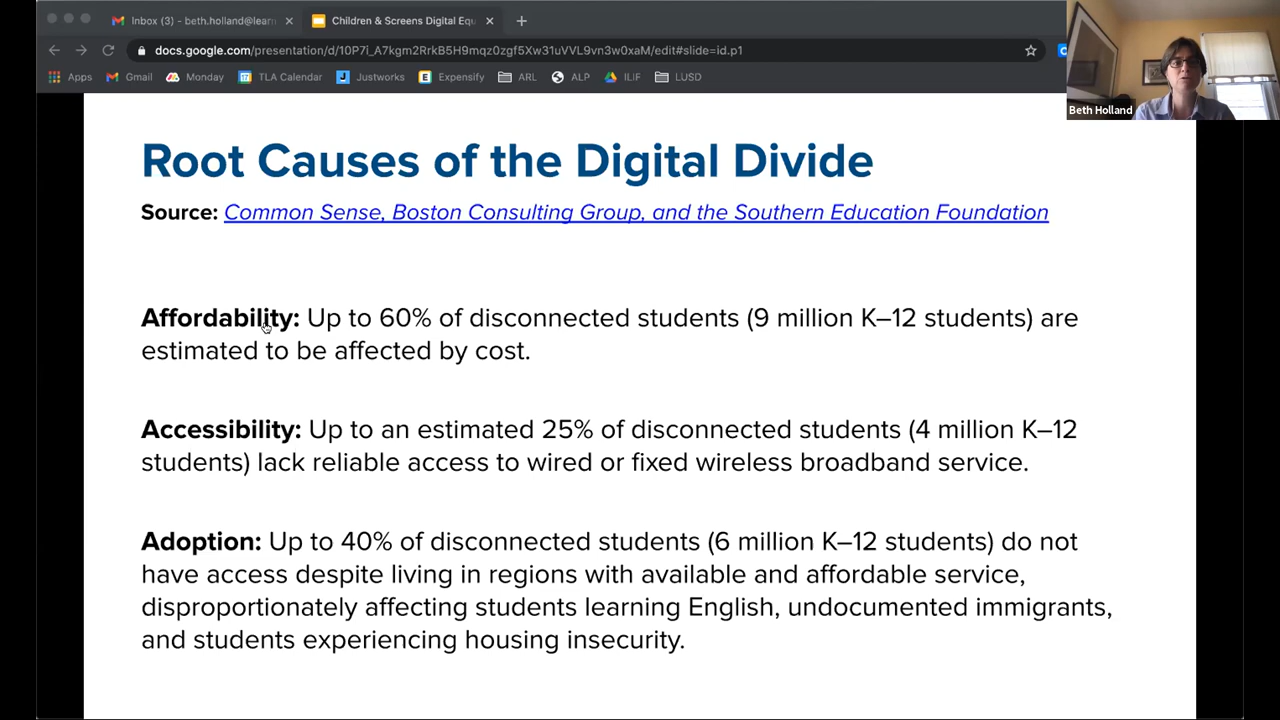 Inbox (3) - beth.holland@learn
Children & Screens Digital Equ
docs.google.com/presentation/d/10P7i_A7kgm2RrkB5H9mqz0zgf5Xw31uVVL9vn3w0xaM/edit#slide=id.p1
Apps Gmail Monday TLA Calendar Justworks Expensify ARL ALP ILIF LUSD
Beth Holland
Root Causes of the Digital Divide
Source: Common Sense, Boston Consulting Group, and the Southern Education Foundation
Affordability: Up to 60% of disconnected students (9 million K–12 students) are
estimated to be affected by cost.
Accessibility: Up to an estimated 25% of disconnected students (4 million K–12
students) lack reliable access to wired or fixed wireless broadband service.
Adoption: Up to 40% of disconnected students (6 million K–12 students) do not
have access despite living in regions with available and affordable service,
disproportionately affecting students learning English, undocumented immigrants,
and students experiencing housing insecurity.